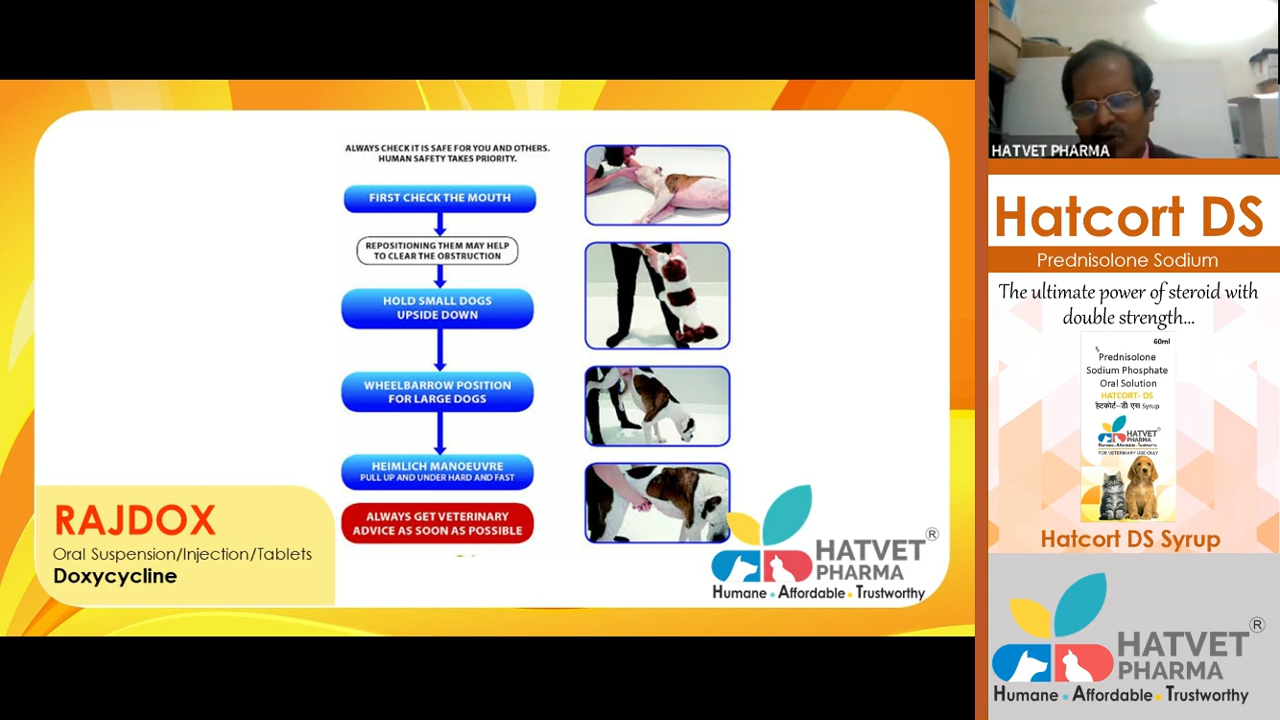 ALWAYS CHECK IT IS SAFE FOR YOU AND OTHERS.
HUMAN SAFETY TAKES PRIORITY.
FIRST CHECK THE MOUTH
REPOSITIONING THEM MAY HELP
TO CLEAR THE OBSTRUCTION
HOLD SMALL DOGS
UPSIDE DOWN
WHEELBARROW POSITION
FOR LARGE DOGS
HEIMLICH MANOEUVRE
PULL UP AND UNDER HARD AND FAST
ALWAYS GET VETERINARY
ADVICE AS SOON AS POSSIBLE
RAJDOX
Oral Suspension/Injection/Tablets
Doxycycline
HATVET®
PHARMA
Humane • Affordable • Trustworthy
HATVET PHARMA
Hatcort DS
Prednisolone Sodium
The ultimate power of steroid with
double strength...
60ml
Prednisolone
Sodium Phosphate
Oral Solution
HATCORT- DS
हेटकोर्ट-डी एस Syrup
HATVET®
PHARMA
Humane • Affordable • Trustworthy
FOR VETERINARY USE ONLY
Hatcort DS Syrup
HATVET®
PHARMA
Humane • Affordable • Trustworthy